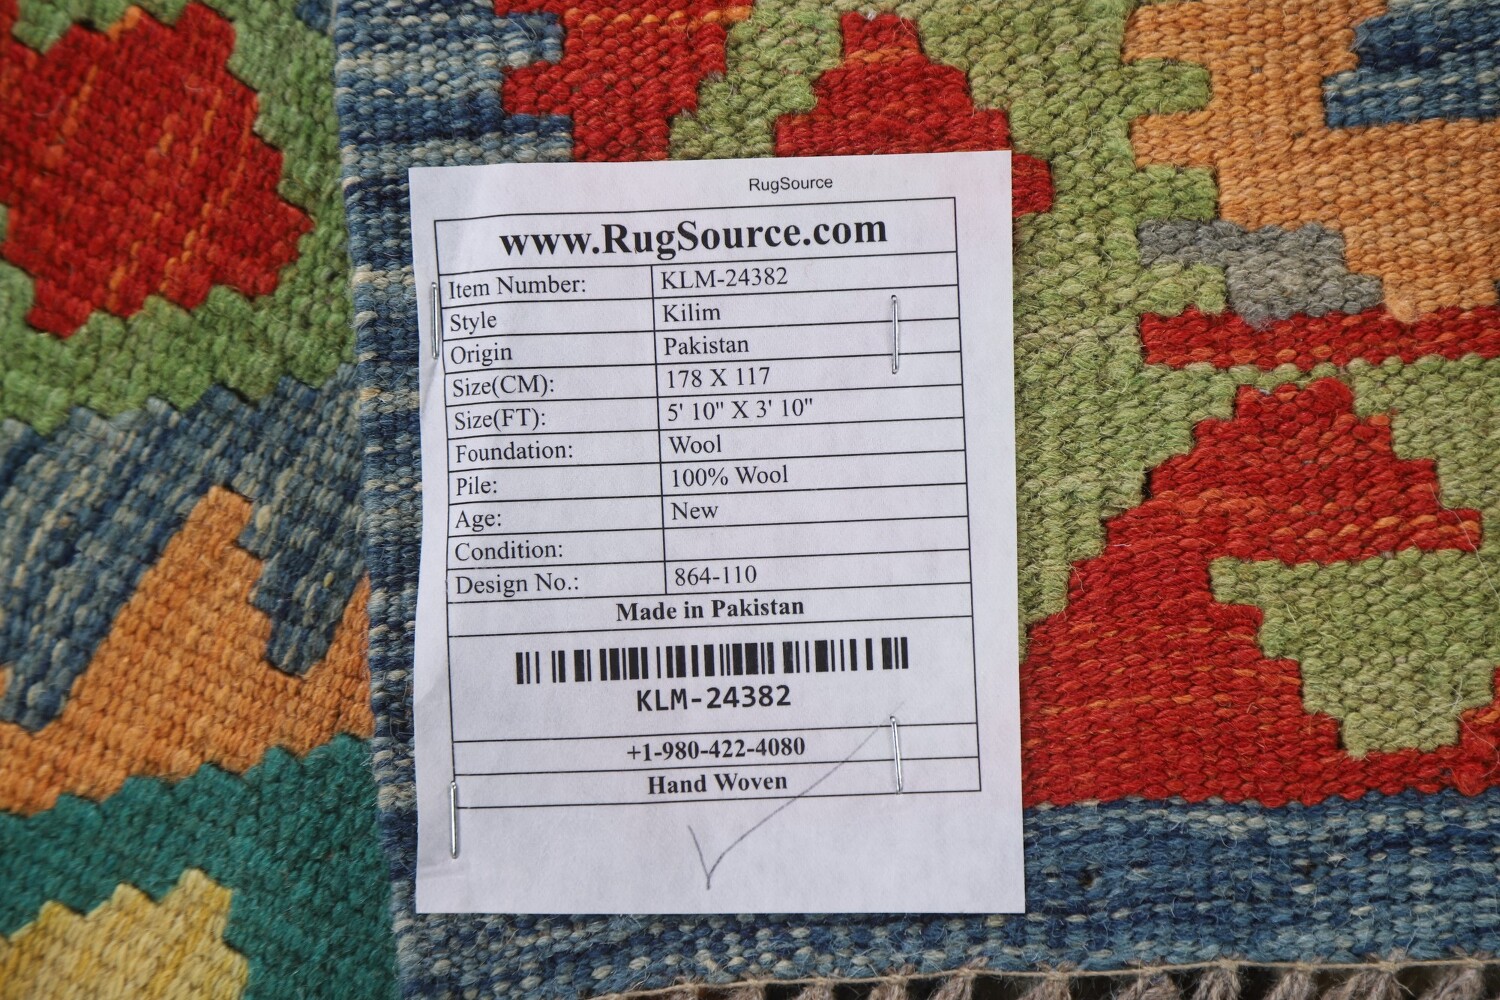 RugSource
www.RugSource.com
Item Number: KLM-24382
Style Kilim
Origin Pakistan
Size(CM): 178 X 117
Size(FT): 5' 10" X 3' 10"
Foundation: Wool
Pile: 100% Wool
Age: New
Condition:
Design No.: 864-110
Made in Pakistan
KLM-24382
+1-980-422-4080
Hand Woven